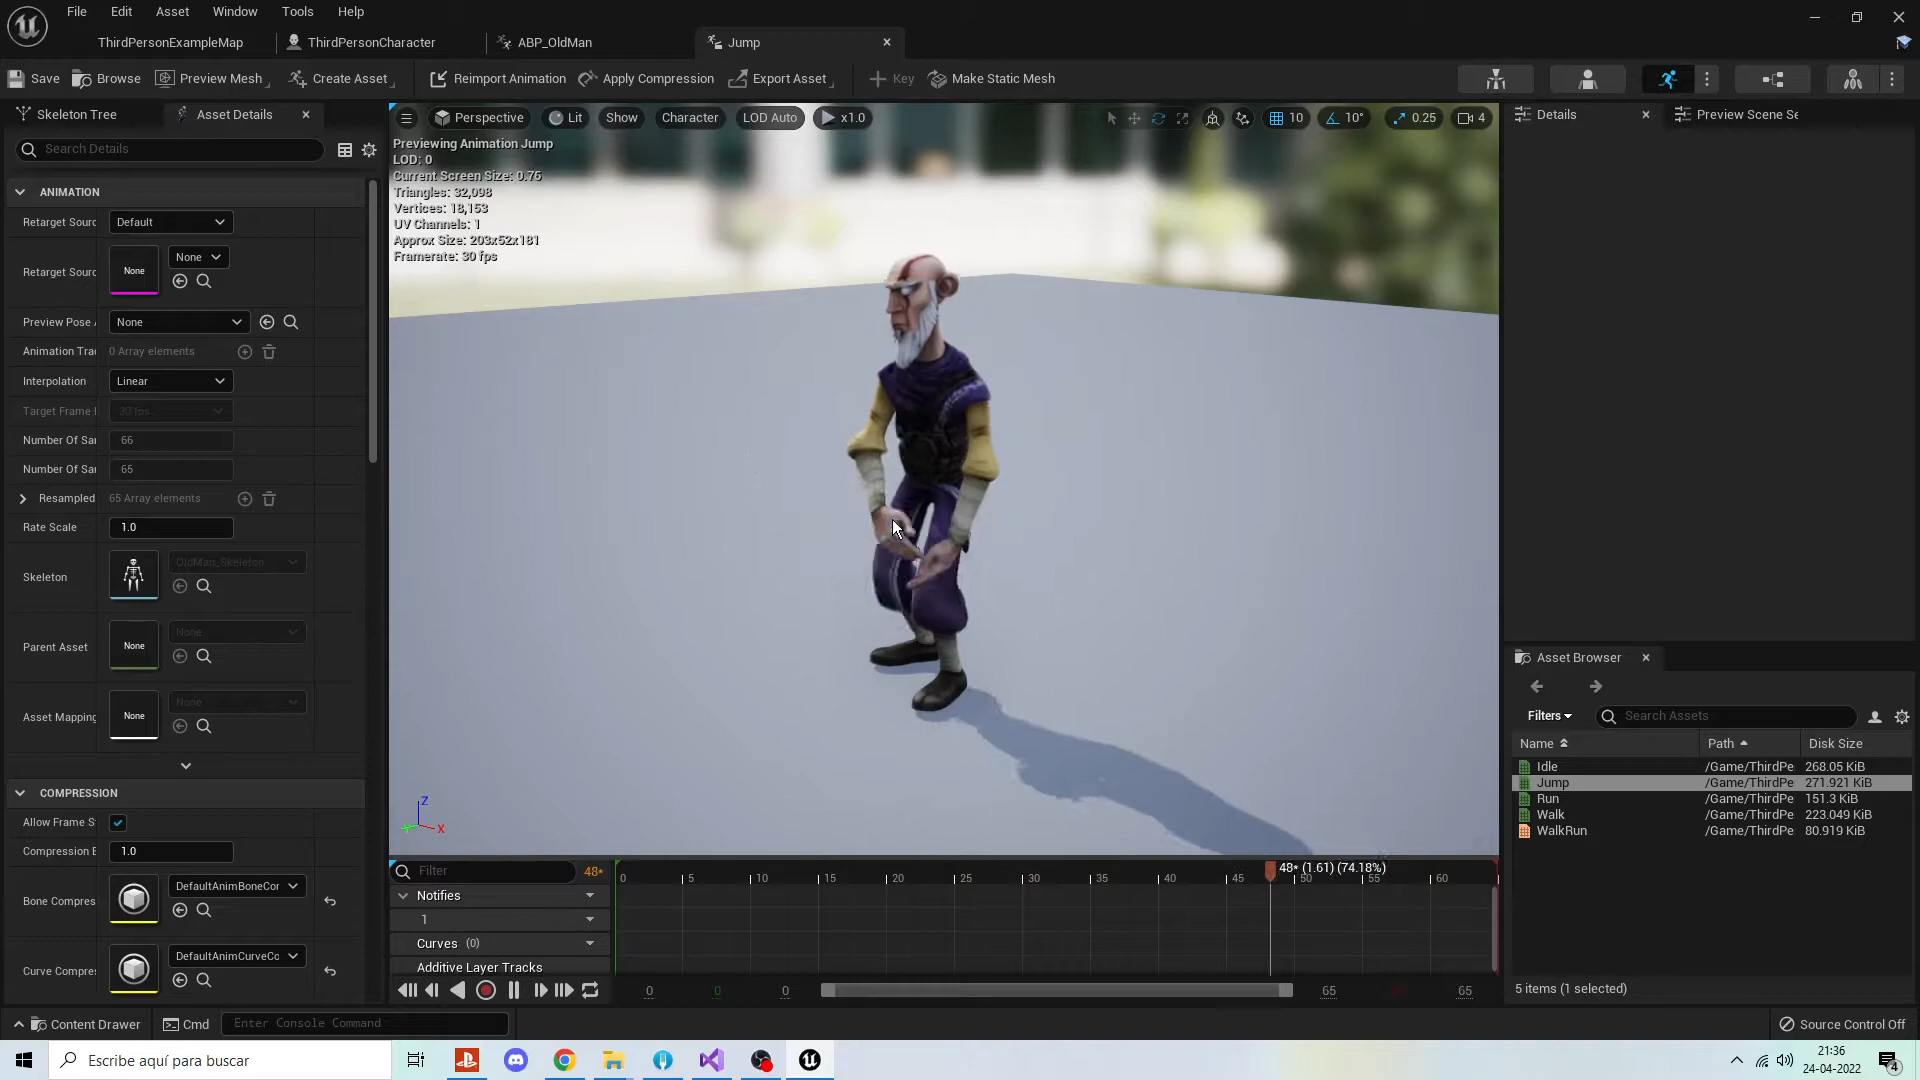 File Edit Asset Window Tools Help
ThirdPersonExampleMap ThirdPersonCharacter ABP_OldMan Jump
Save Browse Preview Mesh Create Asset Reimport Animation Apply Compression Export Asset Key Make Static Mesh
Skeleton Tree Asset Details
Search Details
ANIMATION
Retarget Sourc Default
Retarget Sourc None None
Preview Pose A None
Animation Trac 0 Array elements
Interpolation Linear
Target Frame I 30 fps
Number Of Sai 66
Number Of Sai 65
Resampled 65 Array elements
Rate Scale 1.0
Skeleton OldMan_Skeleton
Parent Asset None None
Asset Mapping None None
COMPRESSION
Allow Frame S
Compression E 1.0
Bone Compres DefaultAnimBoneCor
Curve Compres DefaultAnimCurveCo
Perspective Lit Show Character LOD Auto x1.0 10 10° 0.25 4
Previewing Animation Jump
LOD: 0
Current Screen Size: 0.75
Triangles: 32,098
Vertices: 18,153
UV Channels: 1
Approx Size: 203x52x181
Framerate: 30 fps
Z
X
Filter 48*
48* (1.61) (74.18%)
0 5 10 15 20 25 30 35 40 45 50 55 60
Notifies
1
Curves (0)
Additive Layer Tracks
0 0 0 65 65
Details Preview Scene Se
Asset Browser
Filters Search Assets
Name Path Disk Size
Idle /Game/ThirdPe 268.05 KiB
Jump /Game/ThirdPe 271.921 KiB
Run /Game/ThirdPe 151.3 KiB
Walk /Game/ThirdPe 223.049 KiB
WalkRun /Game/ThirdPe 80.919 KiB
5 items (1 selected)
Content Drawer Cmd Enter Console Command Source Control Off
Escribe aquí para buscar
21:36
24-04-2022
4